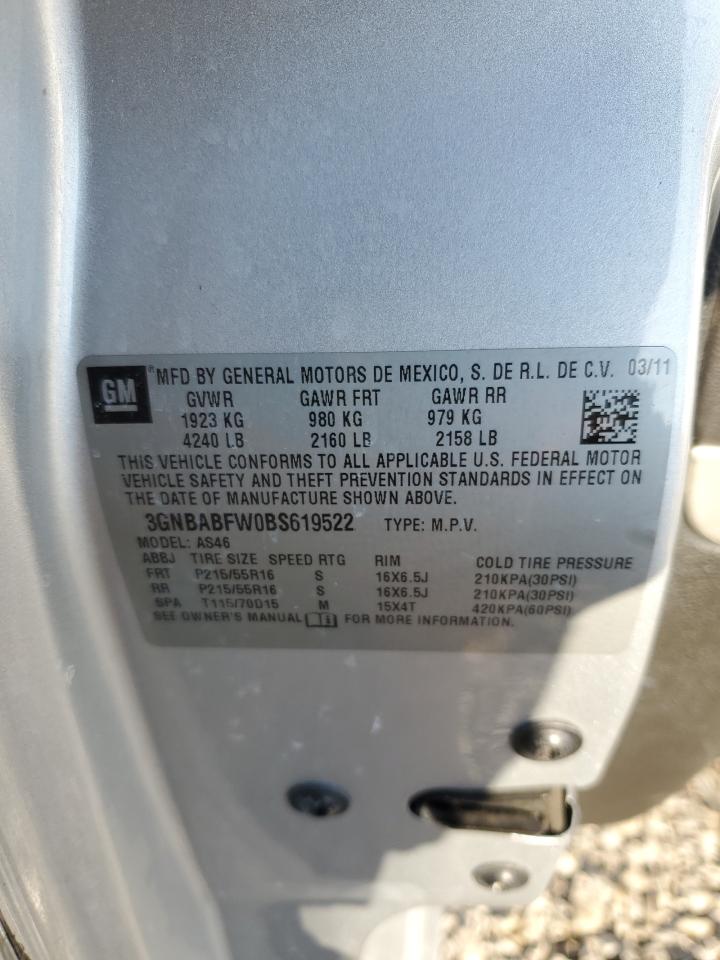 GM
® MFD BY GENERAL MOTORS DE MEXICO, S. DE R.L. DE C.V. 03/11
GVWR GAWR FRT GAWR RR
1923 KG 980 KG 979 KG
4240 LB 2160 LB 2158 LB
THIS VEHICLE CONFORMS TO ALL APPLICABLE U.S. FEDERAL MOTOR
VEHICLE SAFETY AND THEFT PREVENTION STANDARDS IN EFFECT ON
THE DATE OF MANUFACTURE SHOWN ABOVE.
3GNBABFW0BS619522 TYPE: M.P.V.
MODEL: AS46
ABBJ TIRE SIZE SPEED RTG RIM COLD TIRE PRESSURE
FRT P215/55R16 S 16X6.5J 210KPA(30PSI)
RR P215/55R16 S 16X6.5J 210KPA(30PSI)
SPA T115/70D15 M 15X4T 420KPA(60PSI)
SEE OWNER'S MANUAL FOR MORE INFORMATION.